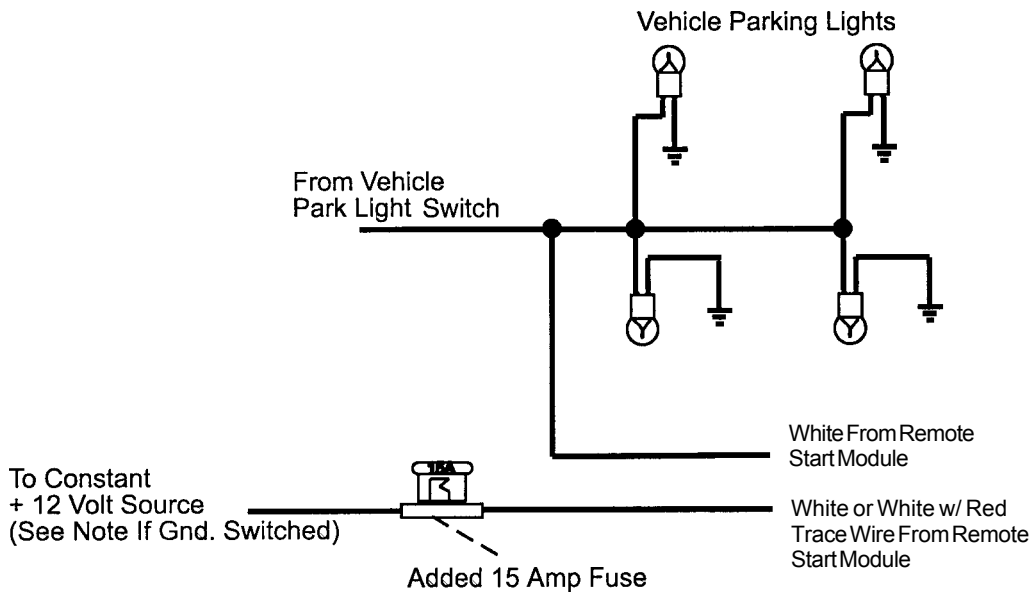 Vehicle Parking Lights
From Vehicle
Park Light Switch
White From Remote
Start Module
15A
To Constant
+ 12 Volt Source
(See Note If Gnd. Switched)
White or White w/ Red
Trace Wire From Remote
Start Module
Added 15 Amp Fuse